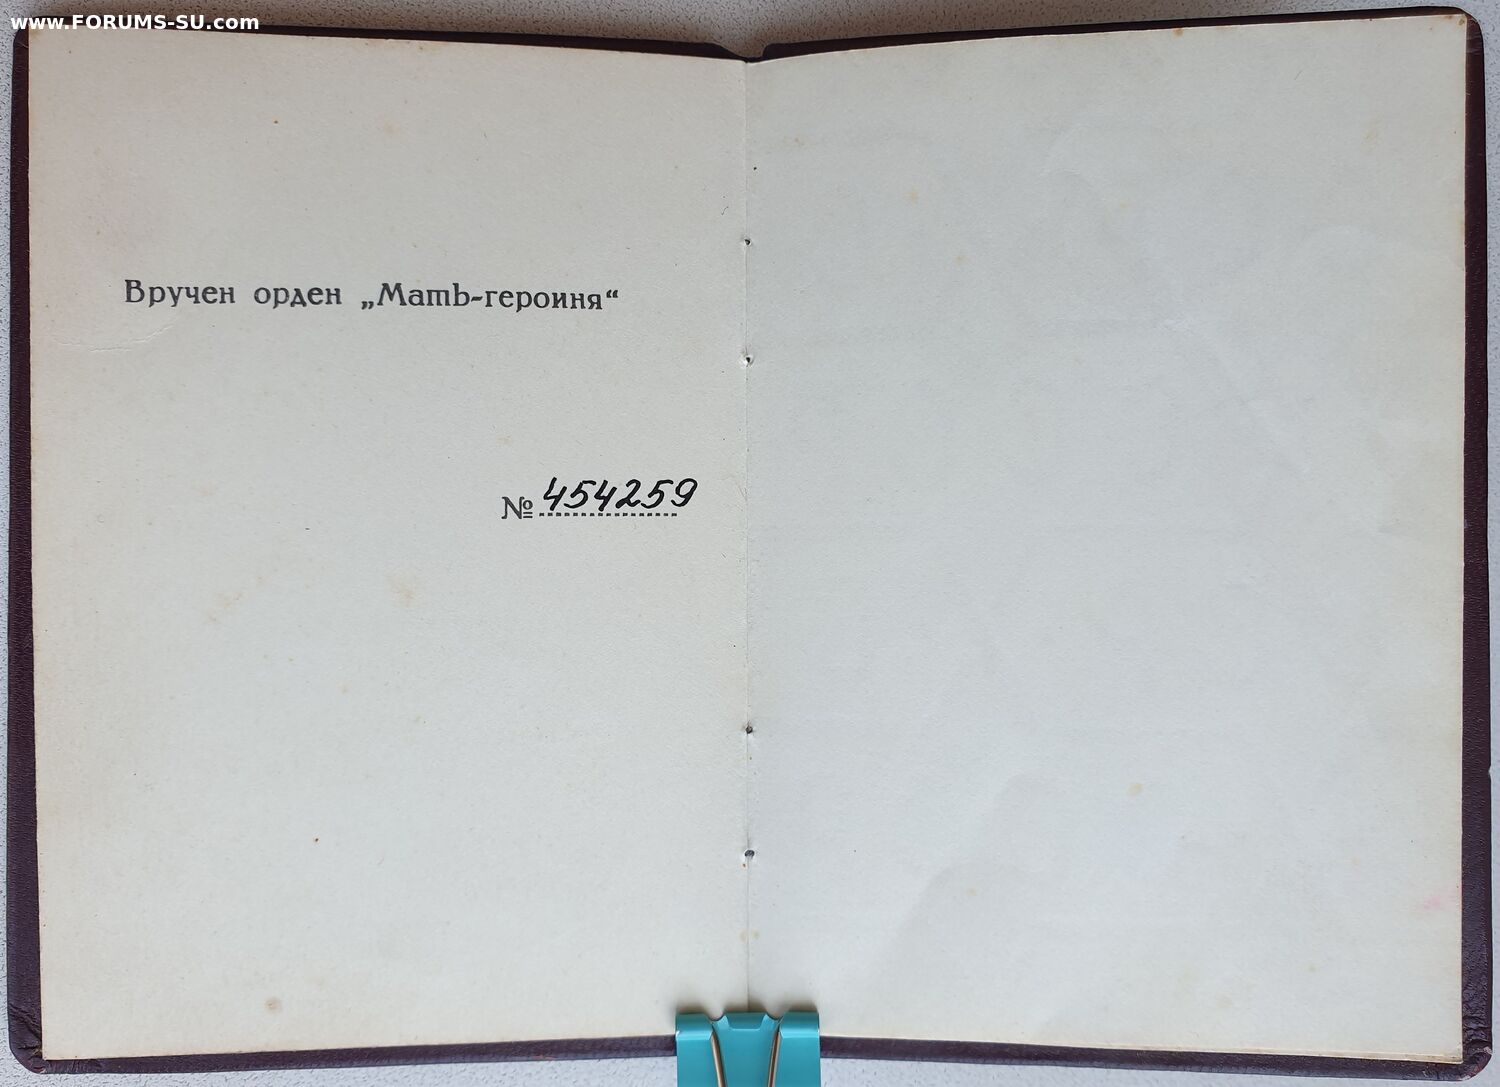 www.FORUMS-SU.com
Вручен орден „Мать-героиня“
№ 454259